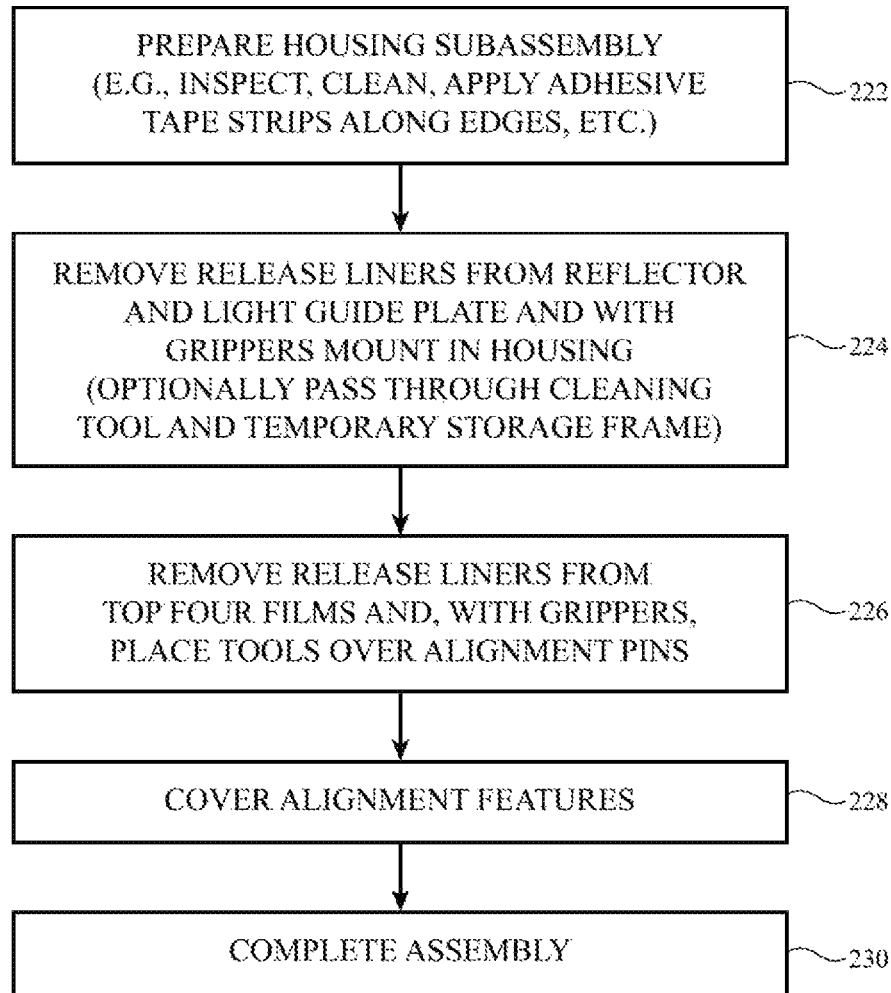 PREPARE HOUSING SUBASSEMBLY
(E.G., INSPECT, CLEAN, APPLY ADHESIVE
TAPE STRIPS ALONG EDGES, ETC.)
222
REMOVE RELEASE LINERS FROM REFLECTOR
AND LIGHT GUIDE PLATE AND WITH
GRIPPERS MOUNT IN HOUSING
(OPTIONALLY PASS THROUGH CLEANING
TOOL AND TEMPORARY STORAGE FRAME)
224
REMOVE RELEASE LINERS FROM
TOP FOUR FILMS AND, WITH GRIPPERS,
PLACE TOOLS OVER ALIGNMENT PINS
226
COVER ALIGNMENT FEATURES
228
COMPLETE ASSEMBLY
230